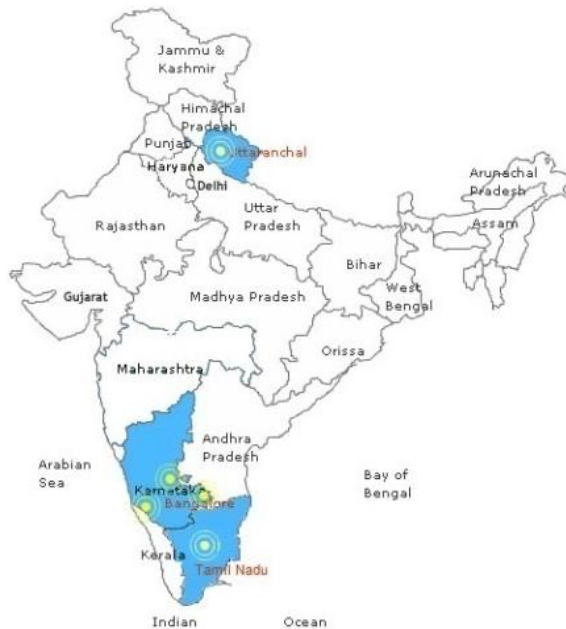 Jammu &
Kashmir
Himachal
Pradesh
Punjab
Uttaranchal
Haryana
Delhi
Arunachal
Pradesh
Rajasthan
Uttar
Pradesh
Assam
Bihar
Gujarat
Madhya Pradesh
West
Bengal
Orissa
Maharashtra
Andhra
Pradesh
Arabian
Sea
Bay of
Bengal
Karnataka
Bangalore
Kerala
Tamil Nadu
Indian Ocean